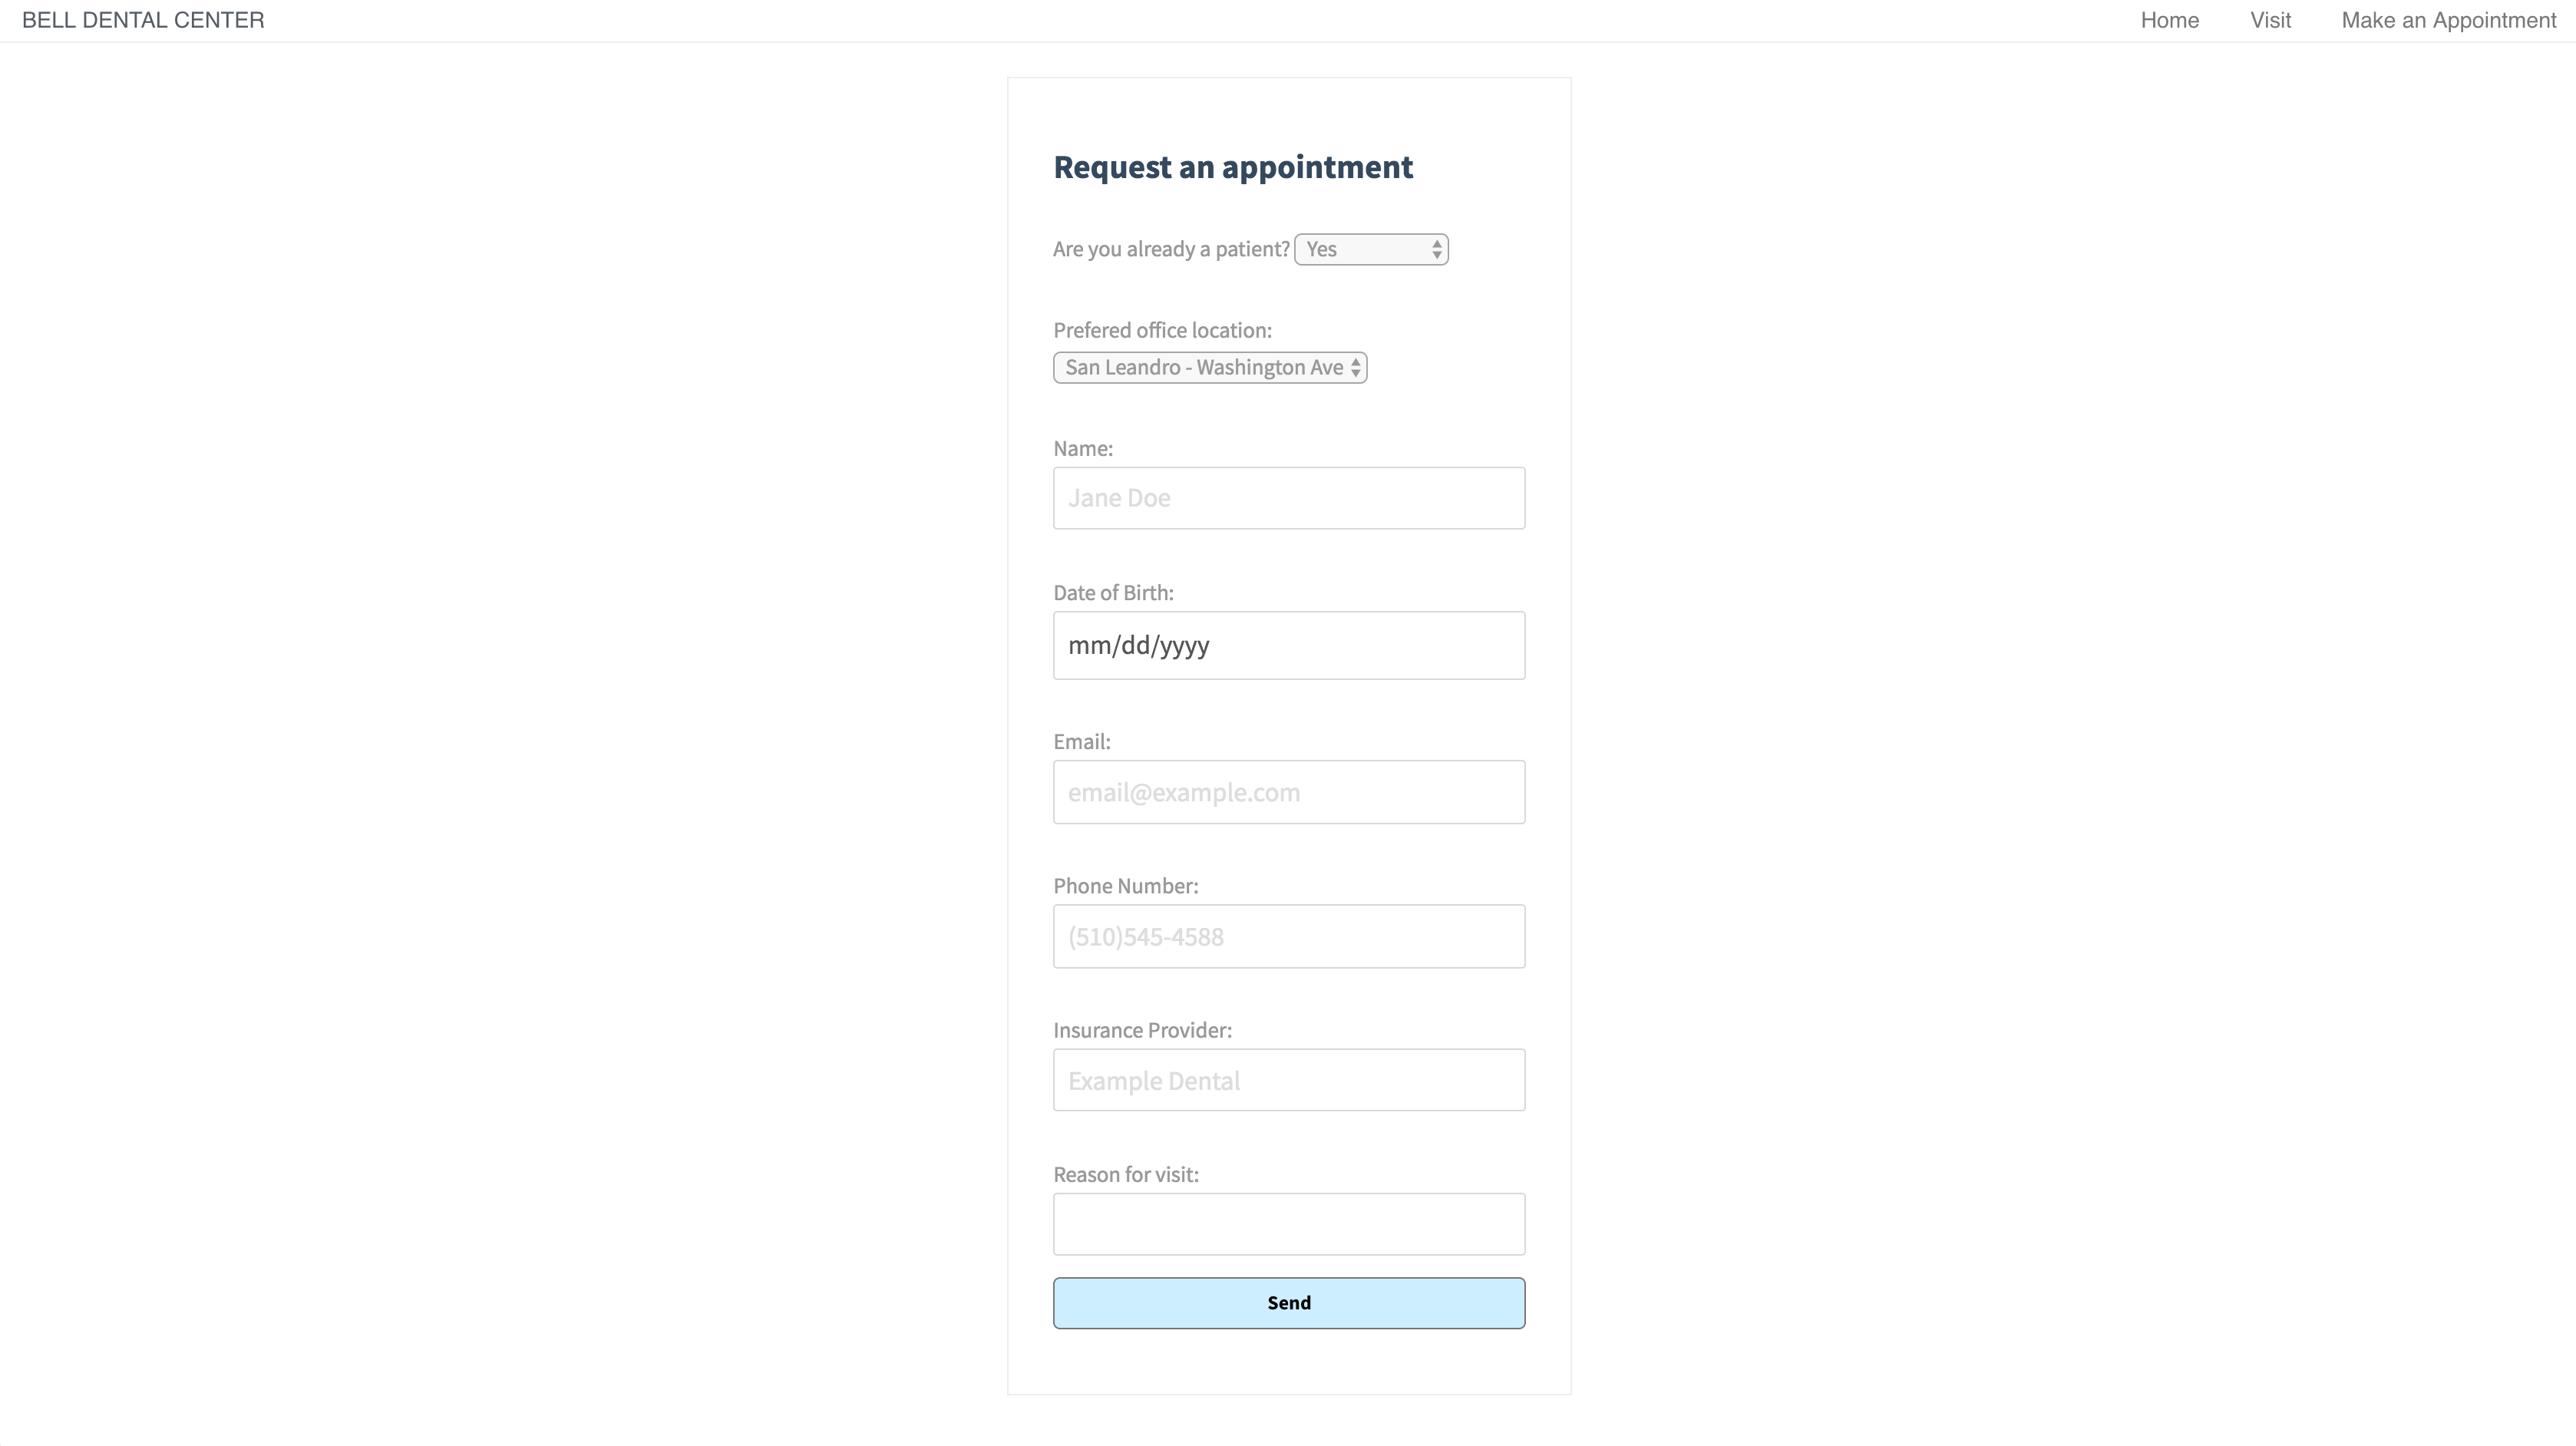 BELL DENTAL CENTER
Home Visit Make an Appointment
Request an appointment
Are you already a patient? Yes
Prefered office location:
San Leandro - Washington Ave
Name:
Jane Doe
Date of Birth:
mm/dd/yyyy
Email:
email@example.com
Phone Number:
(510)545-4588
Insurance Provider:
Example Dental
Reason for visit:
Send